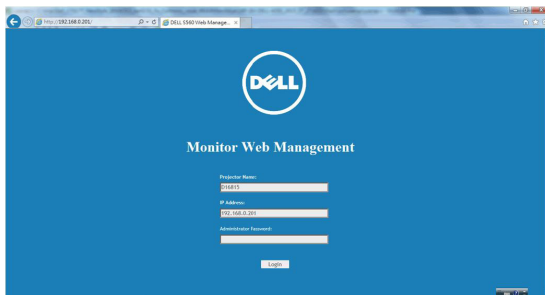 http://192.168.0.201/
DELL S560 Web Manage...
DELL
Monitor Web Management
Projector Name:
D16815
IP Address:
192.168.0.201
Administrator Password:
Login